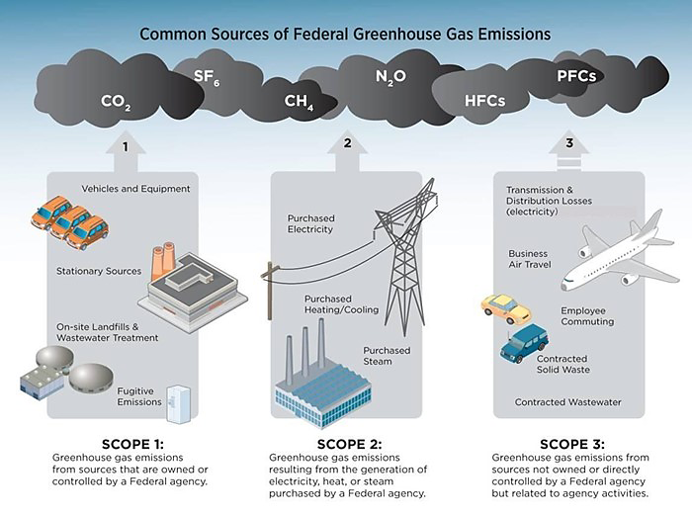 Common Sources of Federal Greenhouse Gas Emissions
CO₂
SF₆
CH₄
N₂O
HFCs
PFCs
1
2
3
Vehicles and Equipment
Stationary Sources
On-site Landfills &
Wastewater Treatment
Fugitive
Emissions
Purchased
Electricity
Purchased
Heating/Cooling
Purchased
Steam
Transmission &
Distribution Losses
(electricity)
Business
Air Travel
Employee
Commuting
Contracted
Solid Waste
Contracted Wastewater
SCOPE 1:
Greenhouse gas emissions
from sources that are owned or
controlled by a Federal agency.
SCOPE 2:
Greenhouse gas emissions
resulting from the generation of
electricity, heat, or steam
purchased by a Federal agency.
SCOPE 3:
Greenhouse gas emissions from
sources not owned or directly
controlled by a Federal agency
but related to agency activities.